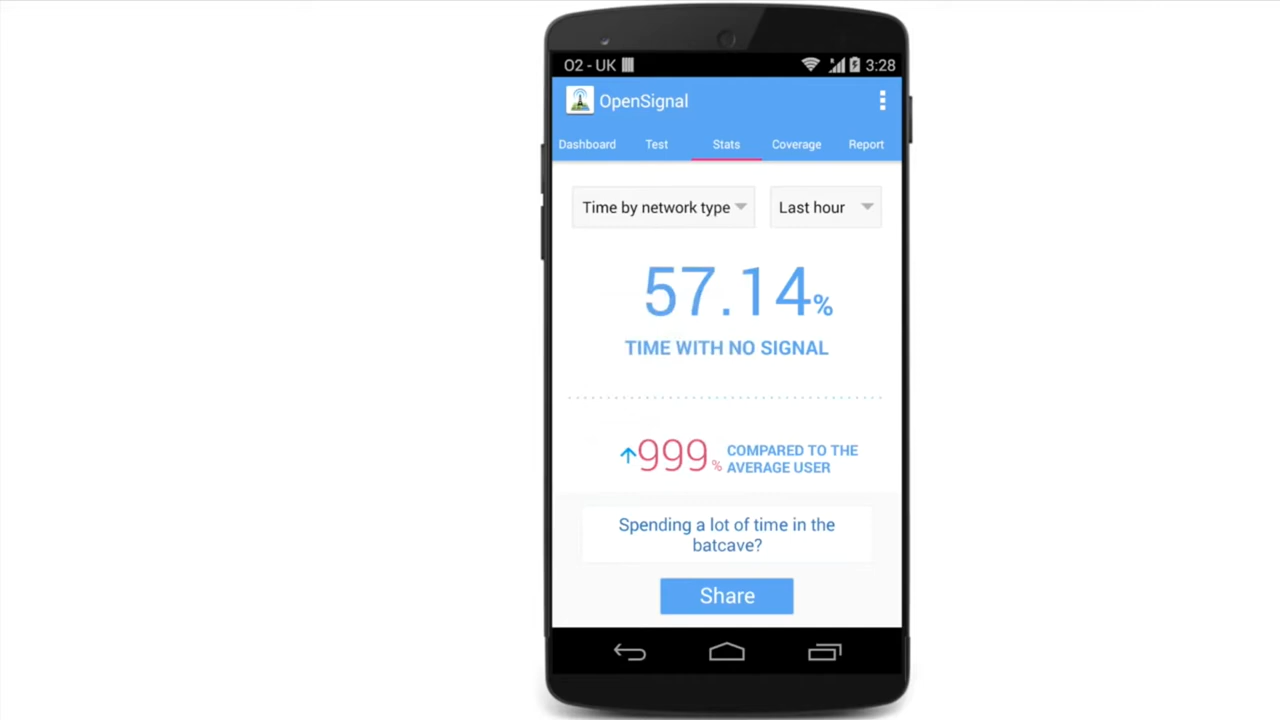 O2 - UK 3:28
OpenSignal
Dashboard Test Stats Coverage Report
Time by network type Last hour
57.14%
TIME WITH NO SIGNAL
↑999% COMPARED TO THE
AVERAGE USER
Spending a lot of time in the
batcave?
Share